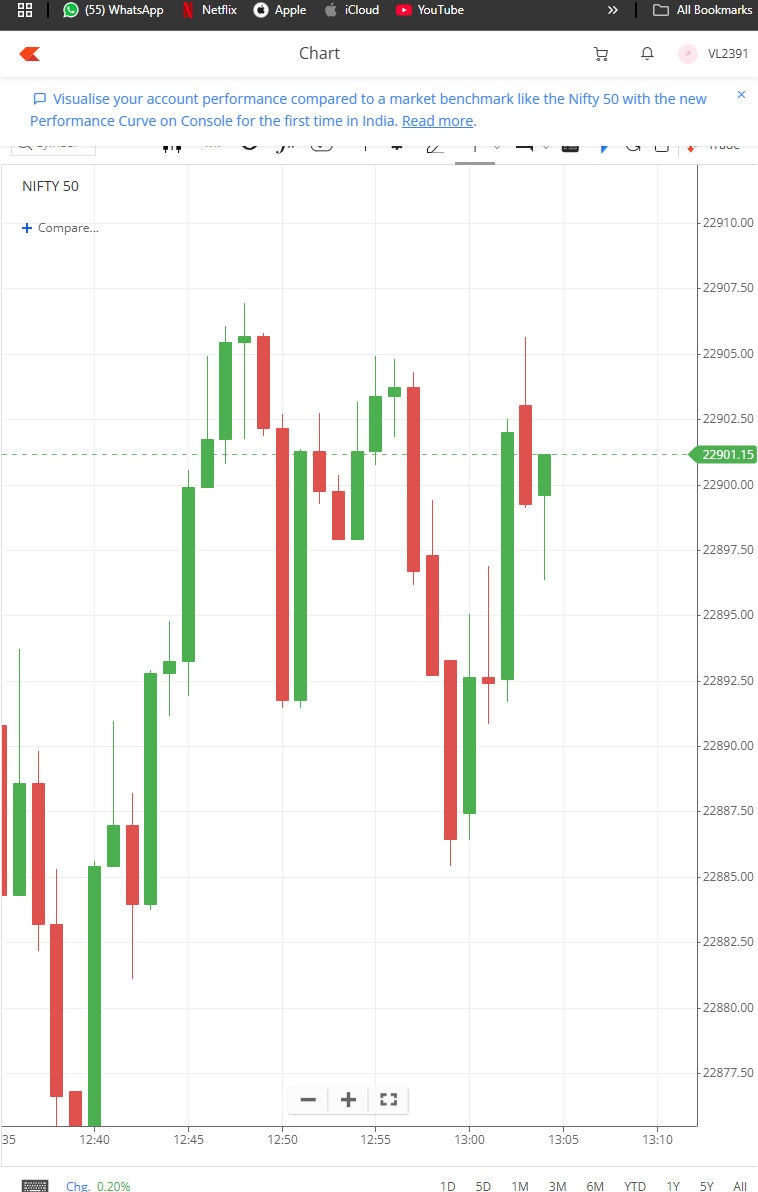 (55) WhatsApp Netflix Apple iCloud YouTube » All Bookmarks
Chart VL2391
Visualise your account performance compared to a market benchmark like the Nifty 50 with the new
Performance Curve on Console for the first time in India. Read more.
NIFTY 50
+ Compare...
22910.00
22907.50
22905.00
22902.50
22901.15
22900.00
22897.50
22895.00
22892.50
22890.00
22887.50
22885.00
22882.50
22880.00
22877.50
35 12:40 12:45 12:50 12:55 13:00 13:05 13:10
Chg. 0.20% 1D 5D 1M 3M 6M YTD 1Y 5Y All